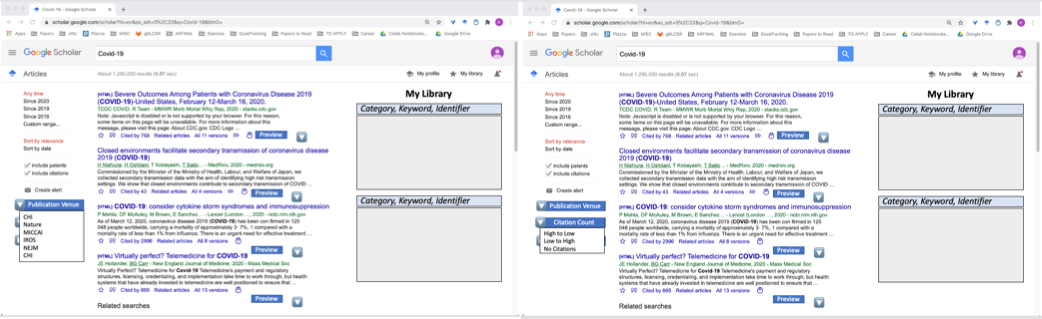 Covid-19 - Google Scholar
scholar.google.com/scholar?hl=en&as_sdt=0%2C22&q=Covid-19&btnG=
Apps Papers HJ JHU Piazza MISC gitLCSR ARFINAL Exercise GazeTracking Papers to Read TO APPLY Career Celeb Notebooks... Google Drive
Google Scholar
Covid-19
Articles
About 1,290,000 results (0.07 sec)
My profile
My library
Any time
Since 2020
Since 2019
Since 2016
Custom range...
Sort by relevance
Sort by date
include patents
include citations
Create alert
Publication Venue
CHI
Nature
MICCAI
IROS
NEJM
CHI
[HTML] Severe Outcomes Among Patients with Coronavirus Disease 2019
(COVID-19)-United States, February 12-March 16, 2020.
TCDC COVID, R Team - MMWR Morb Mortal Wkly Rep, 2020 - stacks.cdc.gov
Note: Javascript is disabled or is not supported by your browser. For this reason,
some items on this page will be unavailable. For more information about this
message, please visit this page: About CDC.gov. CDC Logo ...
Cited by 768 Related articles All 11 versions
Preview
Closed environments facilitate secondary transmission of coronavirus disease
2019 (COVID-19)
H Nishiura, H Oshitani, T Kobayashi, T Saito... - MedRxiv, 2020 - medrxiv.org
Commissioned by the Minister of the Ministry of Health, Labour, and Welfare of Japan, we
collected secondary transmission data with the aim of identifying high risk transmission
settings. We show that closed environments contribute to secondary transmission of COVID ...
Cited by 43 Related articles All 4 versions
Preview
[HTML] COVID-19: consider cytokine storm syndromes and immunosuppression
P Mehta, DF McAuley, M Brown, E Sanchez... - Lancet (London ..., 2020 - ncbi.nlm.nih.gov
As of March 12, 2020, coronavirus disease 2019 (COVID-19) has been confirmed in 125
048 people worldwide, carrying a mortality of approximately 3· 7%, 1 compared with a
mortality rate of less than 1% from influenza. There is an urgent need for effective treatment ...
Cited by 2996 Related articles All 8 versions
Preview
[HTML] Virtually perfect? Telemedicine for COVID-19
JE Hollander, BG Carr - New England Journal of Medicine, 2020 - Mass Medical Soc
Virtually Perfect? Telemedicine for Covid-19 Telemedicine's payment and regulatory
structures, licensing, credentialing, and implementation take time to work through, but health
systems that have already invested in telemedicine are well positioned to ensure that ...
Cited by 865 Related articles All 13 versions
Preview
Related searches
My Library
Category, Keyword, Identifier
Category, Keyword, Identifier
Covid-19 - Google Scholar
scholar.google.com/scholar?hl=en&as_sdt=0%2C22&q=Covid-19&btnG=
Apps Papers HJ JHU Piazza MISC gitLCSR ARFINAL Exercise GazeTracking Papers to Read TO APPLY Career Celeb Notebooks... Google Drive
Google Scholar
Covid-19
Articles
About 1,290,000 results (0.07 sec)
My profile
My library
Any time
Since 2020
Since 2019
Since 2016
Custom range...
Sort by relevance
Sort by date
include patents
include citations
Create alert
Publication Venue
Citation Count
High to Low
Low to High
No Citations
[HTML] Severe Outcomes Among Patients with Coronavirus Disease 2019
(COVID-19)-United States, February 12-March 16, 2020.
TCDC COVID, R Team - MMWR Morb Mortal Wkly Rep, 2020 - stacks.cdc.gov
Note: Javascript is disabled or is not supported by your browser. For this reason,
some items on this page will be unavailable. For more information about this
message, please visit this page: About CDC.gov. CDC Logo ...
Cited by 768 Related articles All 11 versions
Preview
Closed environments facilitate secondary transmission of coronavirus disease
2019 (COVID-19)
H Nishiura, H Oshitani, T Kobayashi, T Saito... - MedRxiv, 2020 - medrxiv.org
Commissioned by the Minister of the Ministry of Health, Labour, and Welfare of Japan, we
collected secondary transmission data with the aim of identifying high risk transmission
settings. We show that closed environments contribute to secondary transmission of COVID ...
Cited by 43 Related articles All 4 versions
Preview
[HTML] COVID-19: consider cytokine storm syndromes and immunosuppression
P Mehta, DF McAuley, M Brown, E Sanchez... - Lancet (London ..., 2020 - ncbi.nlm.nih.gov
As of March 12, 2020, coronavirus disease 2019 (COVID-19) has been confirmed in 125
048 people worldwide, carrying a mortality of approximately 3· 7%, 1 compared with a
mortality rate of less than 1% from influenza. There is an urgent need for effective treatment ...
Cited by 2996 Related articles All 8 versions
Preview
[HTML] Virtually perfect? Telemedicine for COVID-19
JE Hollander, BG Carr - New England Journal of Medicine, 2020 - Mass Medical Soc
Virtually Perfect? Telemedicine for Covid-19 Telemedicine's payment and regulatory
structures, licensing, credentialing, and implementation take time to work through, but health
systems that have already invested in telemedicine are well positioned to ensure that ...
Cited by 865 Related articles All 13 versions
Preview
Related searches
My Library
Category, Keyword, Identifier
Category, Keyword, Identifier